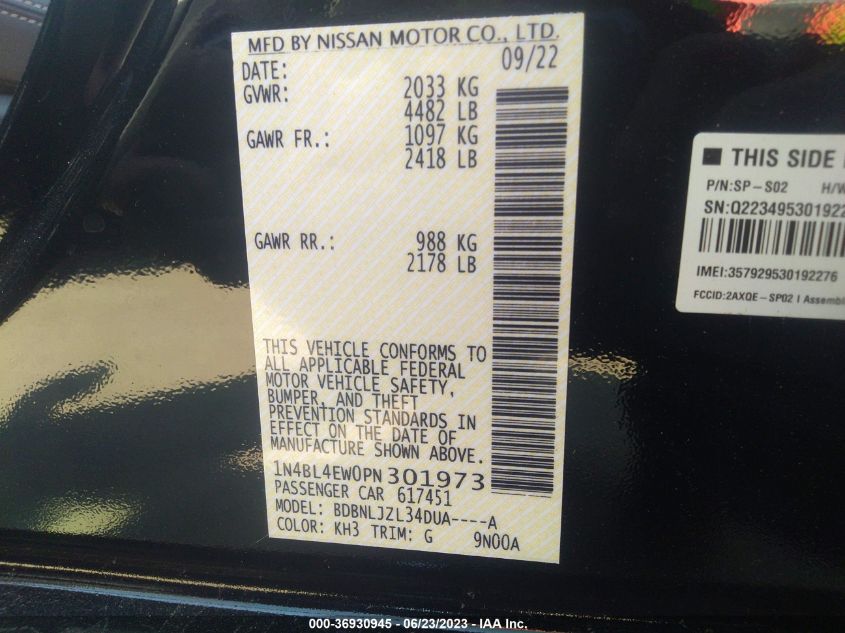 MFD BY NISSAN MOTOR CO., LTD.
DATE: 09/22
GVWR: 2033 KG
4482 LB
GAWR FR.: 1097 KG
2418 LB
GAWR RR.: 988 KG
2178 LB
THIS VEHICLE CONFORMS TO
ALL APPLICABLE FEDERAL
MOTOR VEHICLE SAFETY,
BUMPER, AND THEFT
PREVENTION STANDARDS IN
EFFECT ON THE DATE OF
MANUFACTURE SHOWN ABOVE.
1N4BL4EW0PN301973
PASSENGER CAR 617451
MODEL: BDBNLJZL34DUA----A
COLOR: KH3 TRIM: G 9N00A
THIS SIDE
P/N:SP-S02 H/W
SN:Q223495301922
IMEI:357929530192276
FCCID:2AXQE-SP02 | Assembl
000-36930945 - 06/23/2023 - IAA Inc.